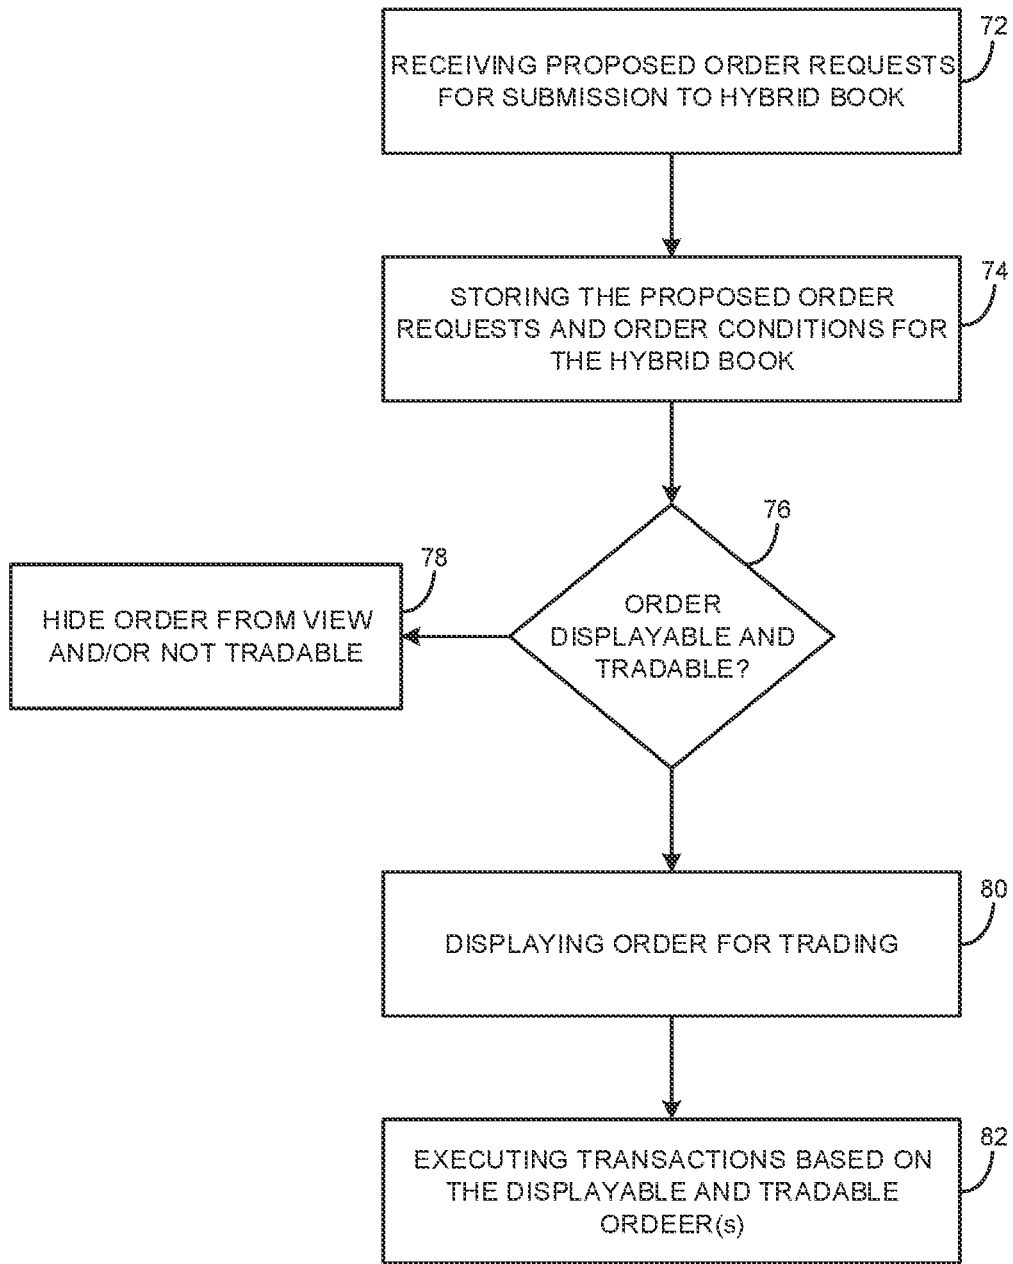 72
RECEIVING PROPOSED ORDER REQUESTS
FOR SUBMISSION TO HYBRID BOOK
74
STORING THE PROPOSED ORDER
REQUESTS AND ORDER CONDITIONS FOR
THE HYBRID BOOK
76
ORDER
DISPLAYABLE AND
TRADABLE?
78
HIDE ORDER FROM VIEW
AND/OR NOT TRADABLE
80
DISPLAYING ORDER FOR TRADING
82
EXECUTING TRANSACTIONS BASED ON
THE DISPLAYABLE AND TRADABLE
ORDEER(s)